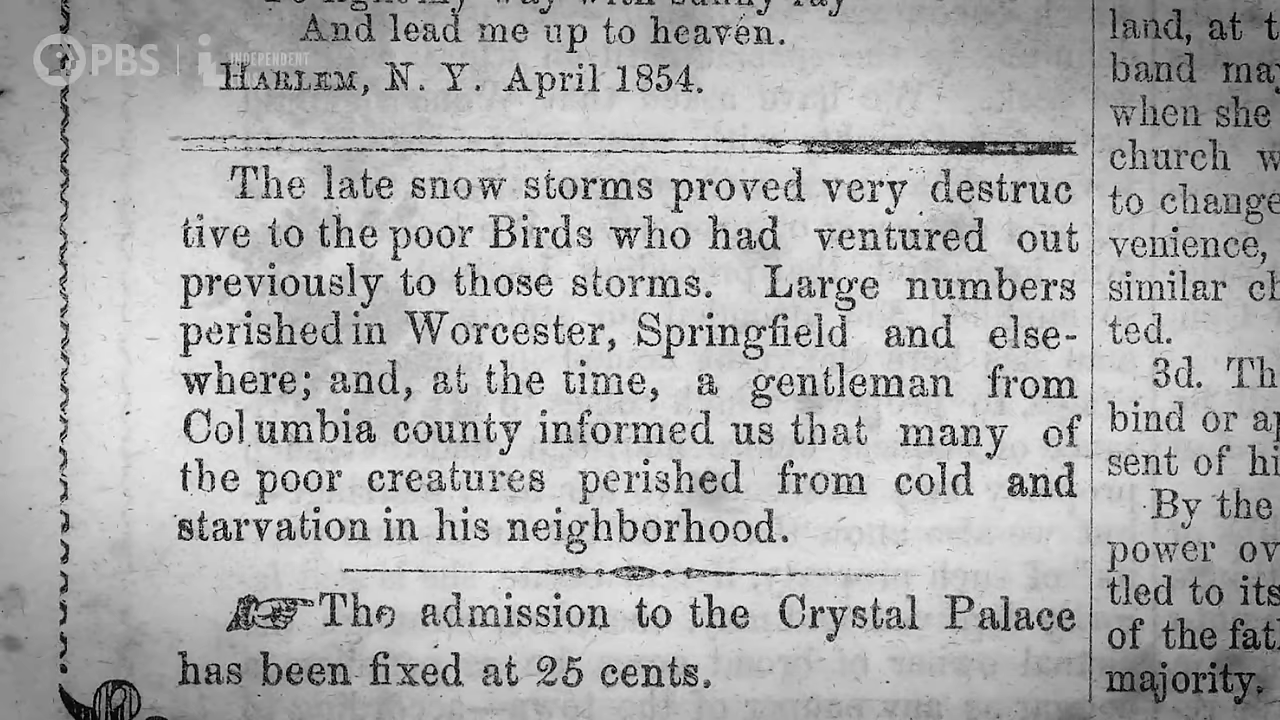 PBS | INDEPENDENT
And lead me up to heaven.
HARLEM, N. Y. April 1854.
The late snow storms proved very destruc
tive to the poor Birds who had ventured out
previously to those storms. Large numbers
perished in Worcester, Springfield and else-
where; and, at the time, a gentleman from
Columbia county informed us that many of
the poor creatures perished from cold and
starvation in his neighborhood.
☞ The admission to the Crystal Palace
has been fixed at 25 cents.
land, at
band
when she
church
to change
venience,
similar
ted.
3d.
bind or
sent of
By the
power
tled to its
of the
majority.